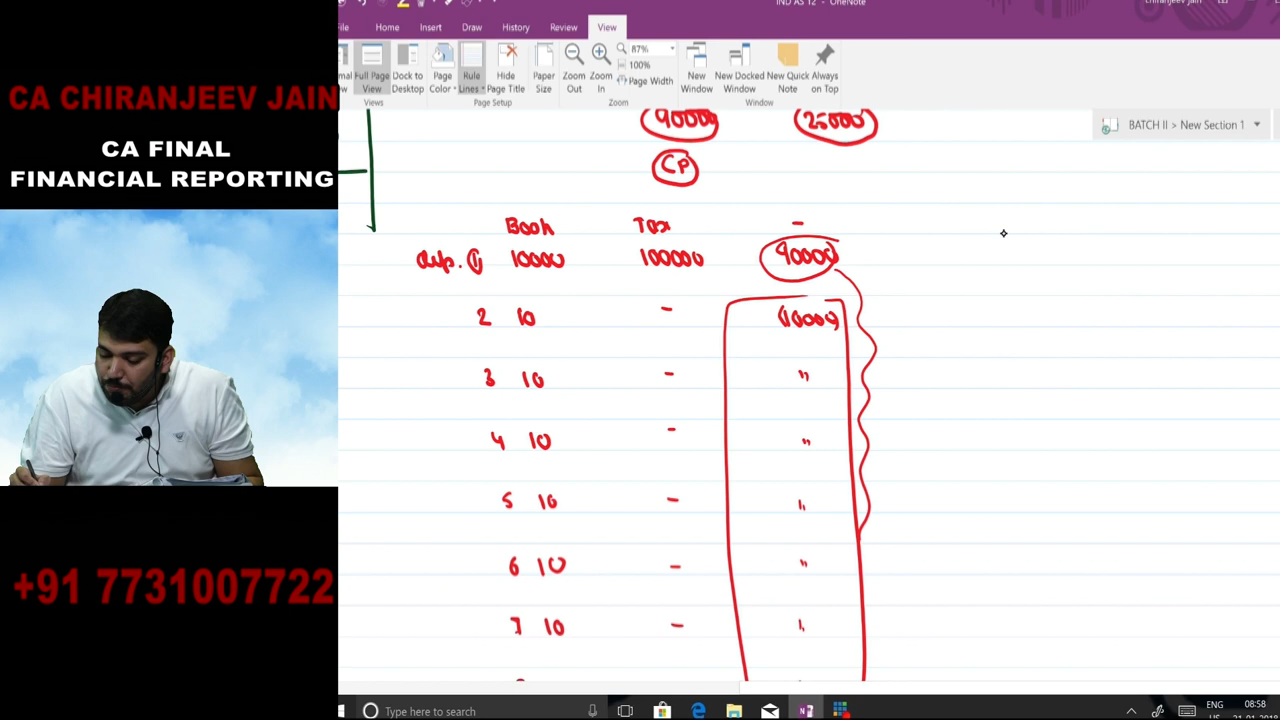 IND AS 12 - OneNote
chiranjeev jain
File Home Insert Draw History Review View
Full Page View
Dock to Desktop
Page Color
Rule Lines
Hide Page Title
Paper Size
Zoom Out
Zoom In
87%
100%
Page Width
New Window
New Docked Window
New Quick Note
Always on Top
Views Page Setup Zoom Window
BATCH II > New Section 1
CA CHIRANJEEV JAIN
CA FINAL
FINANCIAL REPORTING
+91 7731007722
90000 25000
CP
Book Tax -
Dep. ① 10000 100000 90000
2 10 - (10000)
3 10 - "
4 10 - "
5 10 - "
6 10 - "
7 10 - "
Type here to search
ENG 08:58